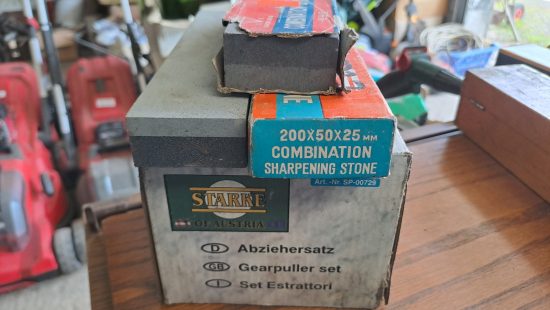 200X50X25 MM
COMBINATION
SHARPENING STONE
Art.-Nr. SP-00729
STARKE
OF AUSTRIA
D Abziehersatz
GB Gearpuller set
I Set Estrattori